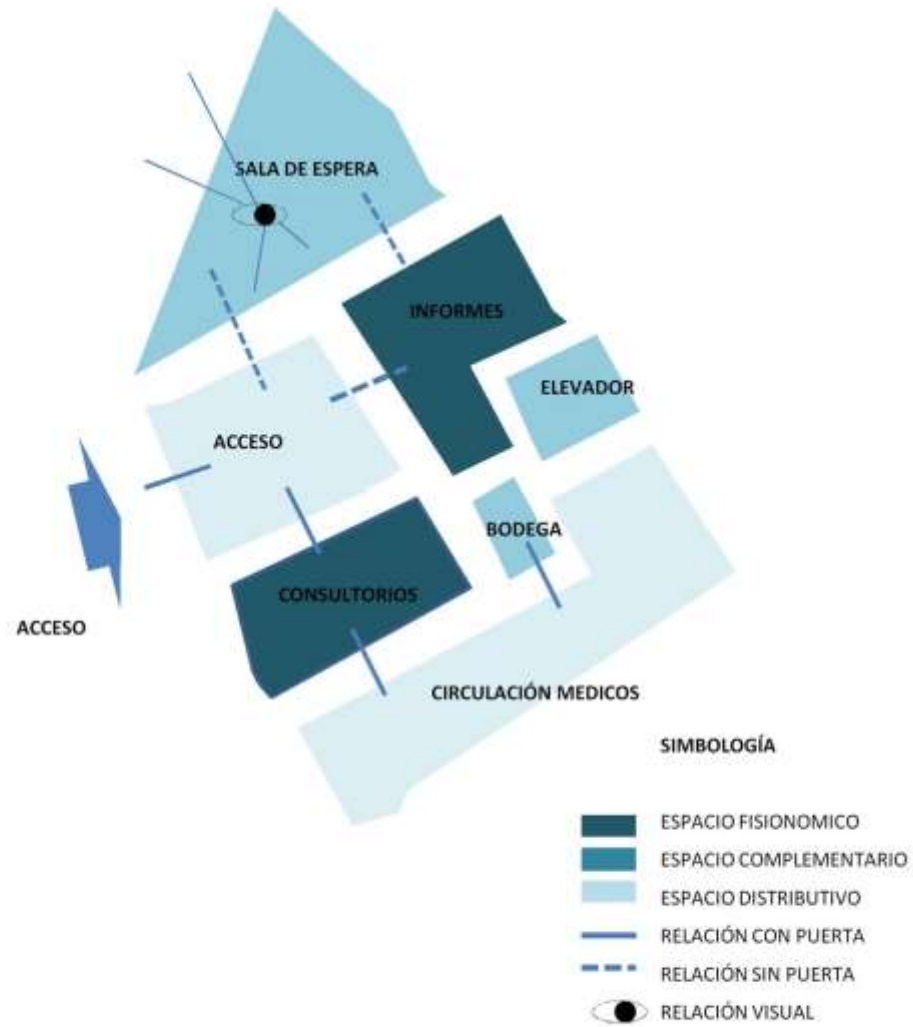 SALA DE ESPERA
INFORMES
ELEVADOR
ACCESO
BODEGA
CONSULTORIOS
ACCESO
CIRCULACIÓN MEDICOS
SIMBOLOGÍA
ESPACIO FISIONOMICO
ESPACIO COMPLEMENTARIO
ESPACIO DISTRIBUTIVO
RELACIÓN CON PUERTA
RELACIÓN SIN PUERTA
RELACIÓN VISUAL